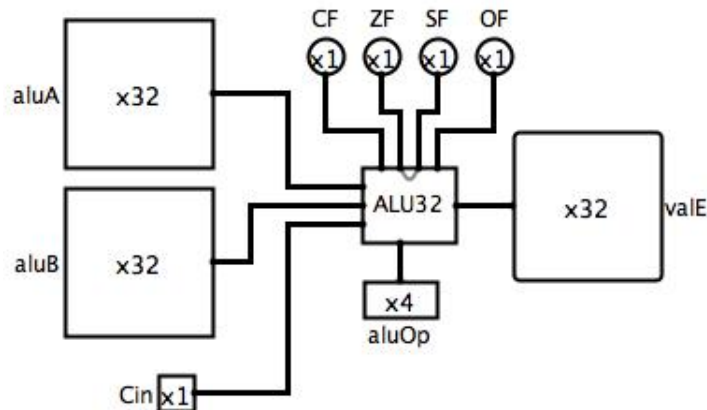 CF ZF SF OF
x1 x1 x1 x1
aluA x32
ALU32
x32 valE
aluB x32
x4
aluOp
Cin x1